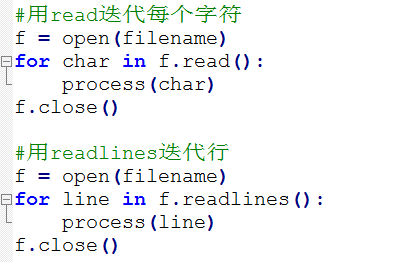 #用read迭代每个字符
f = open(filename)
for char in f.read():
    process(char)
f.close()

#用readlines迭代行
f = open(filename)
for line in f.readlines():
    process(line)
f.close()